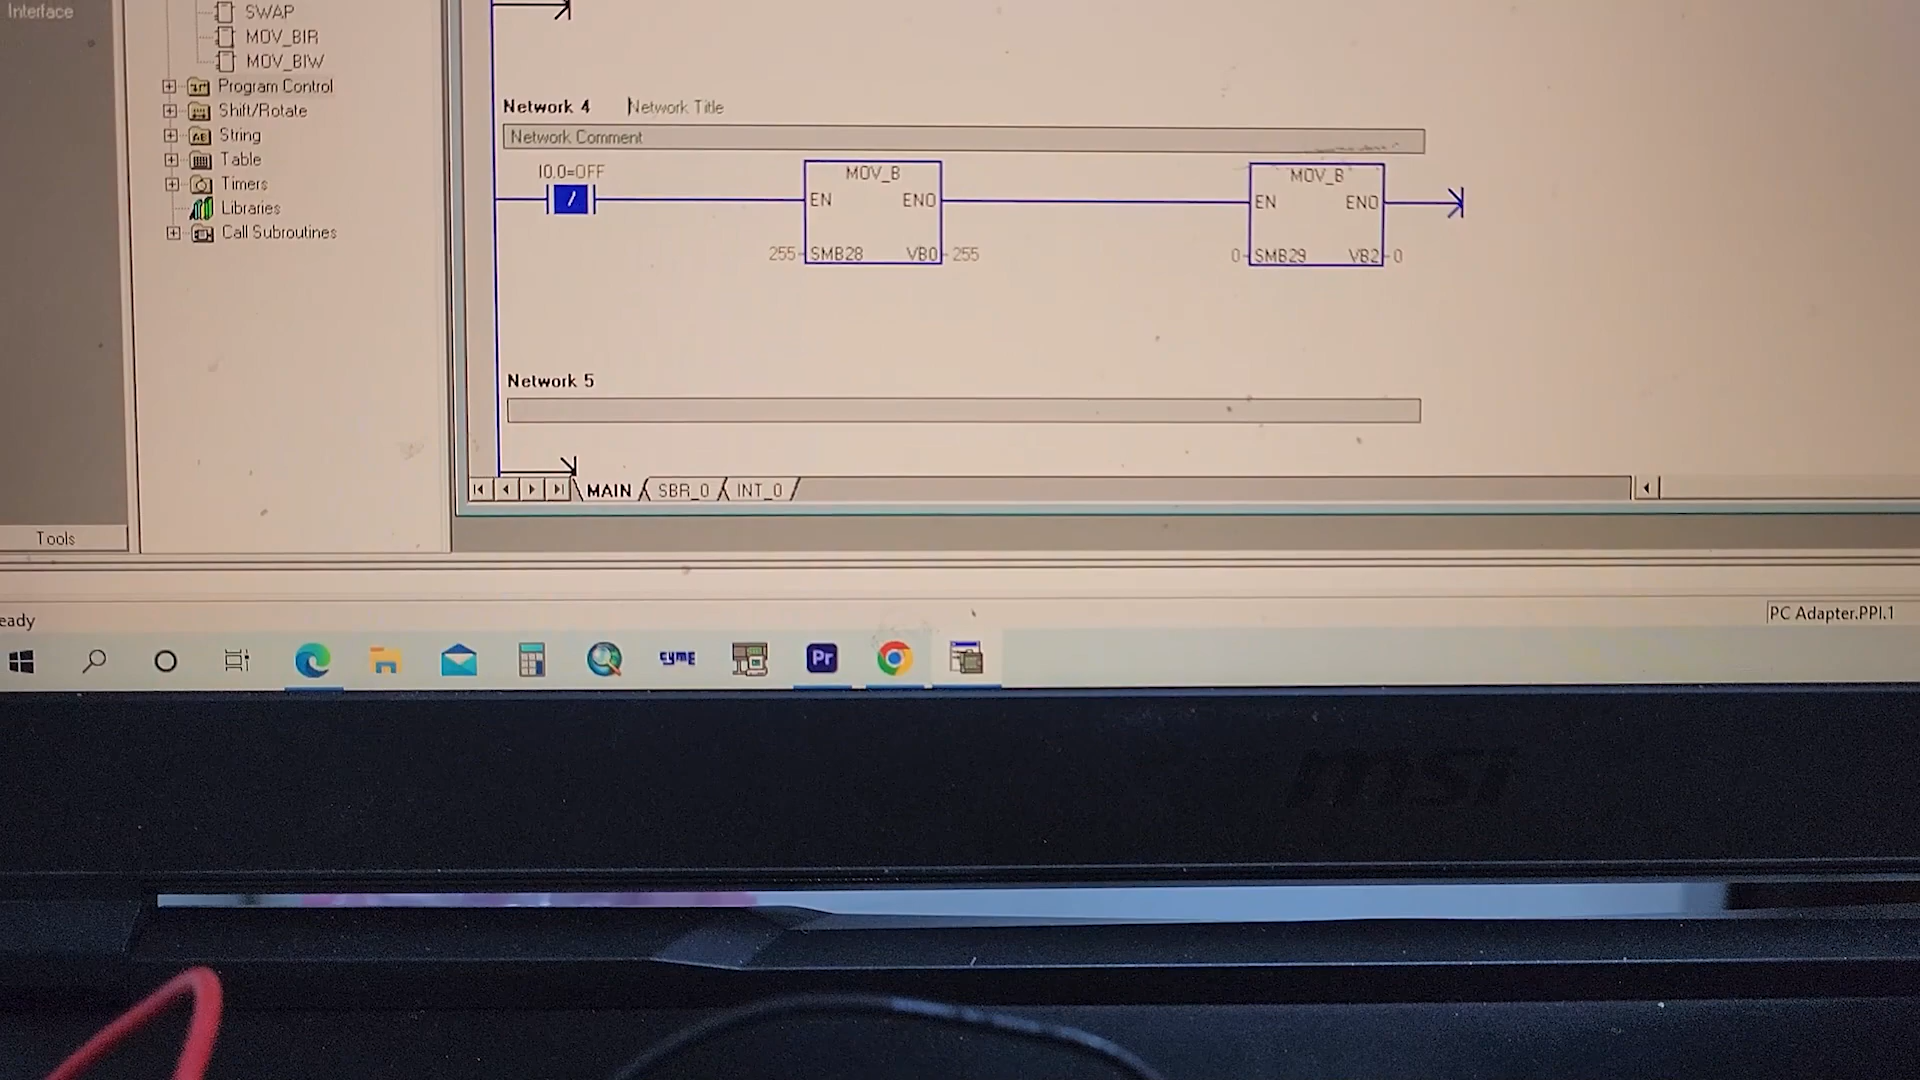 Interface
SWAP
MOV_BIR
MOV_BIW
Program Control
Shift/Rotate
String
Table
Timers
Libraries
Call Subroutines
Network 4 Network Title
Network Comment
I0.0=OFF
MOV_B
EN ENO
255 SMB28 VB0 255
MOV_B
EN ENO
0 SMB29 VB2 0
Network 5
MAIN SBR_0 INT_0
Tools
eady
PC Adapter.PPI.1
CYME
Pr
msi